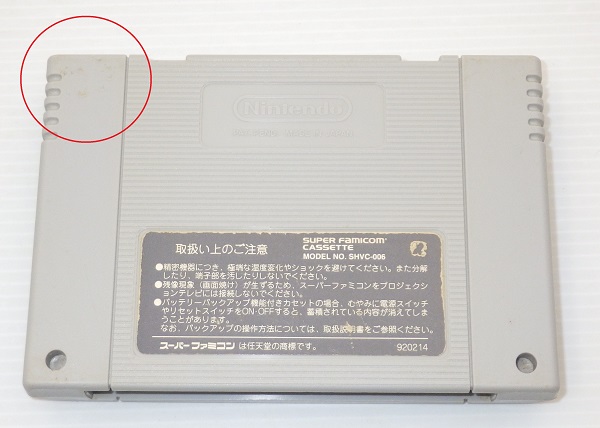 Nintendo
取扱い上のご注意
SUPER FAMICOM
CASSETTE
MODEL NO. SHVC-006
●精密機器につき，極端な温度変化やショックを避けてください。また分解
したり，端子部を汚したりしないでください。
●残像現象（画面焼け）が生ずるため，スーパーファミコンをプロジェクシ
ョンテレビには接続しないでください。
●バッテリーバックアップ機能付きカセットの場合，むやみに電源スイッチ
やリセットスイッチをON・OFFすると，蓄積されている内容が消えてしま
うことがあります。
なお，バックアップの操作方法については，取扱説明書をご参照ください。
スーパーファミコン は任天堂の商標です。
920214